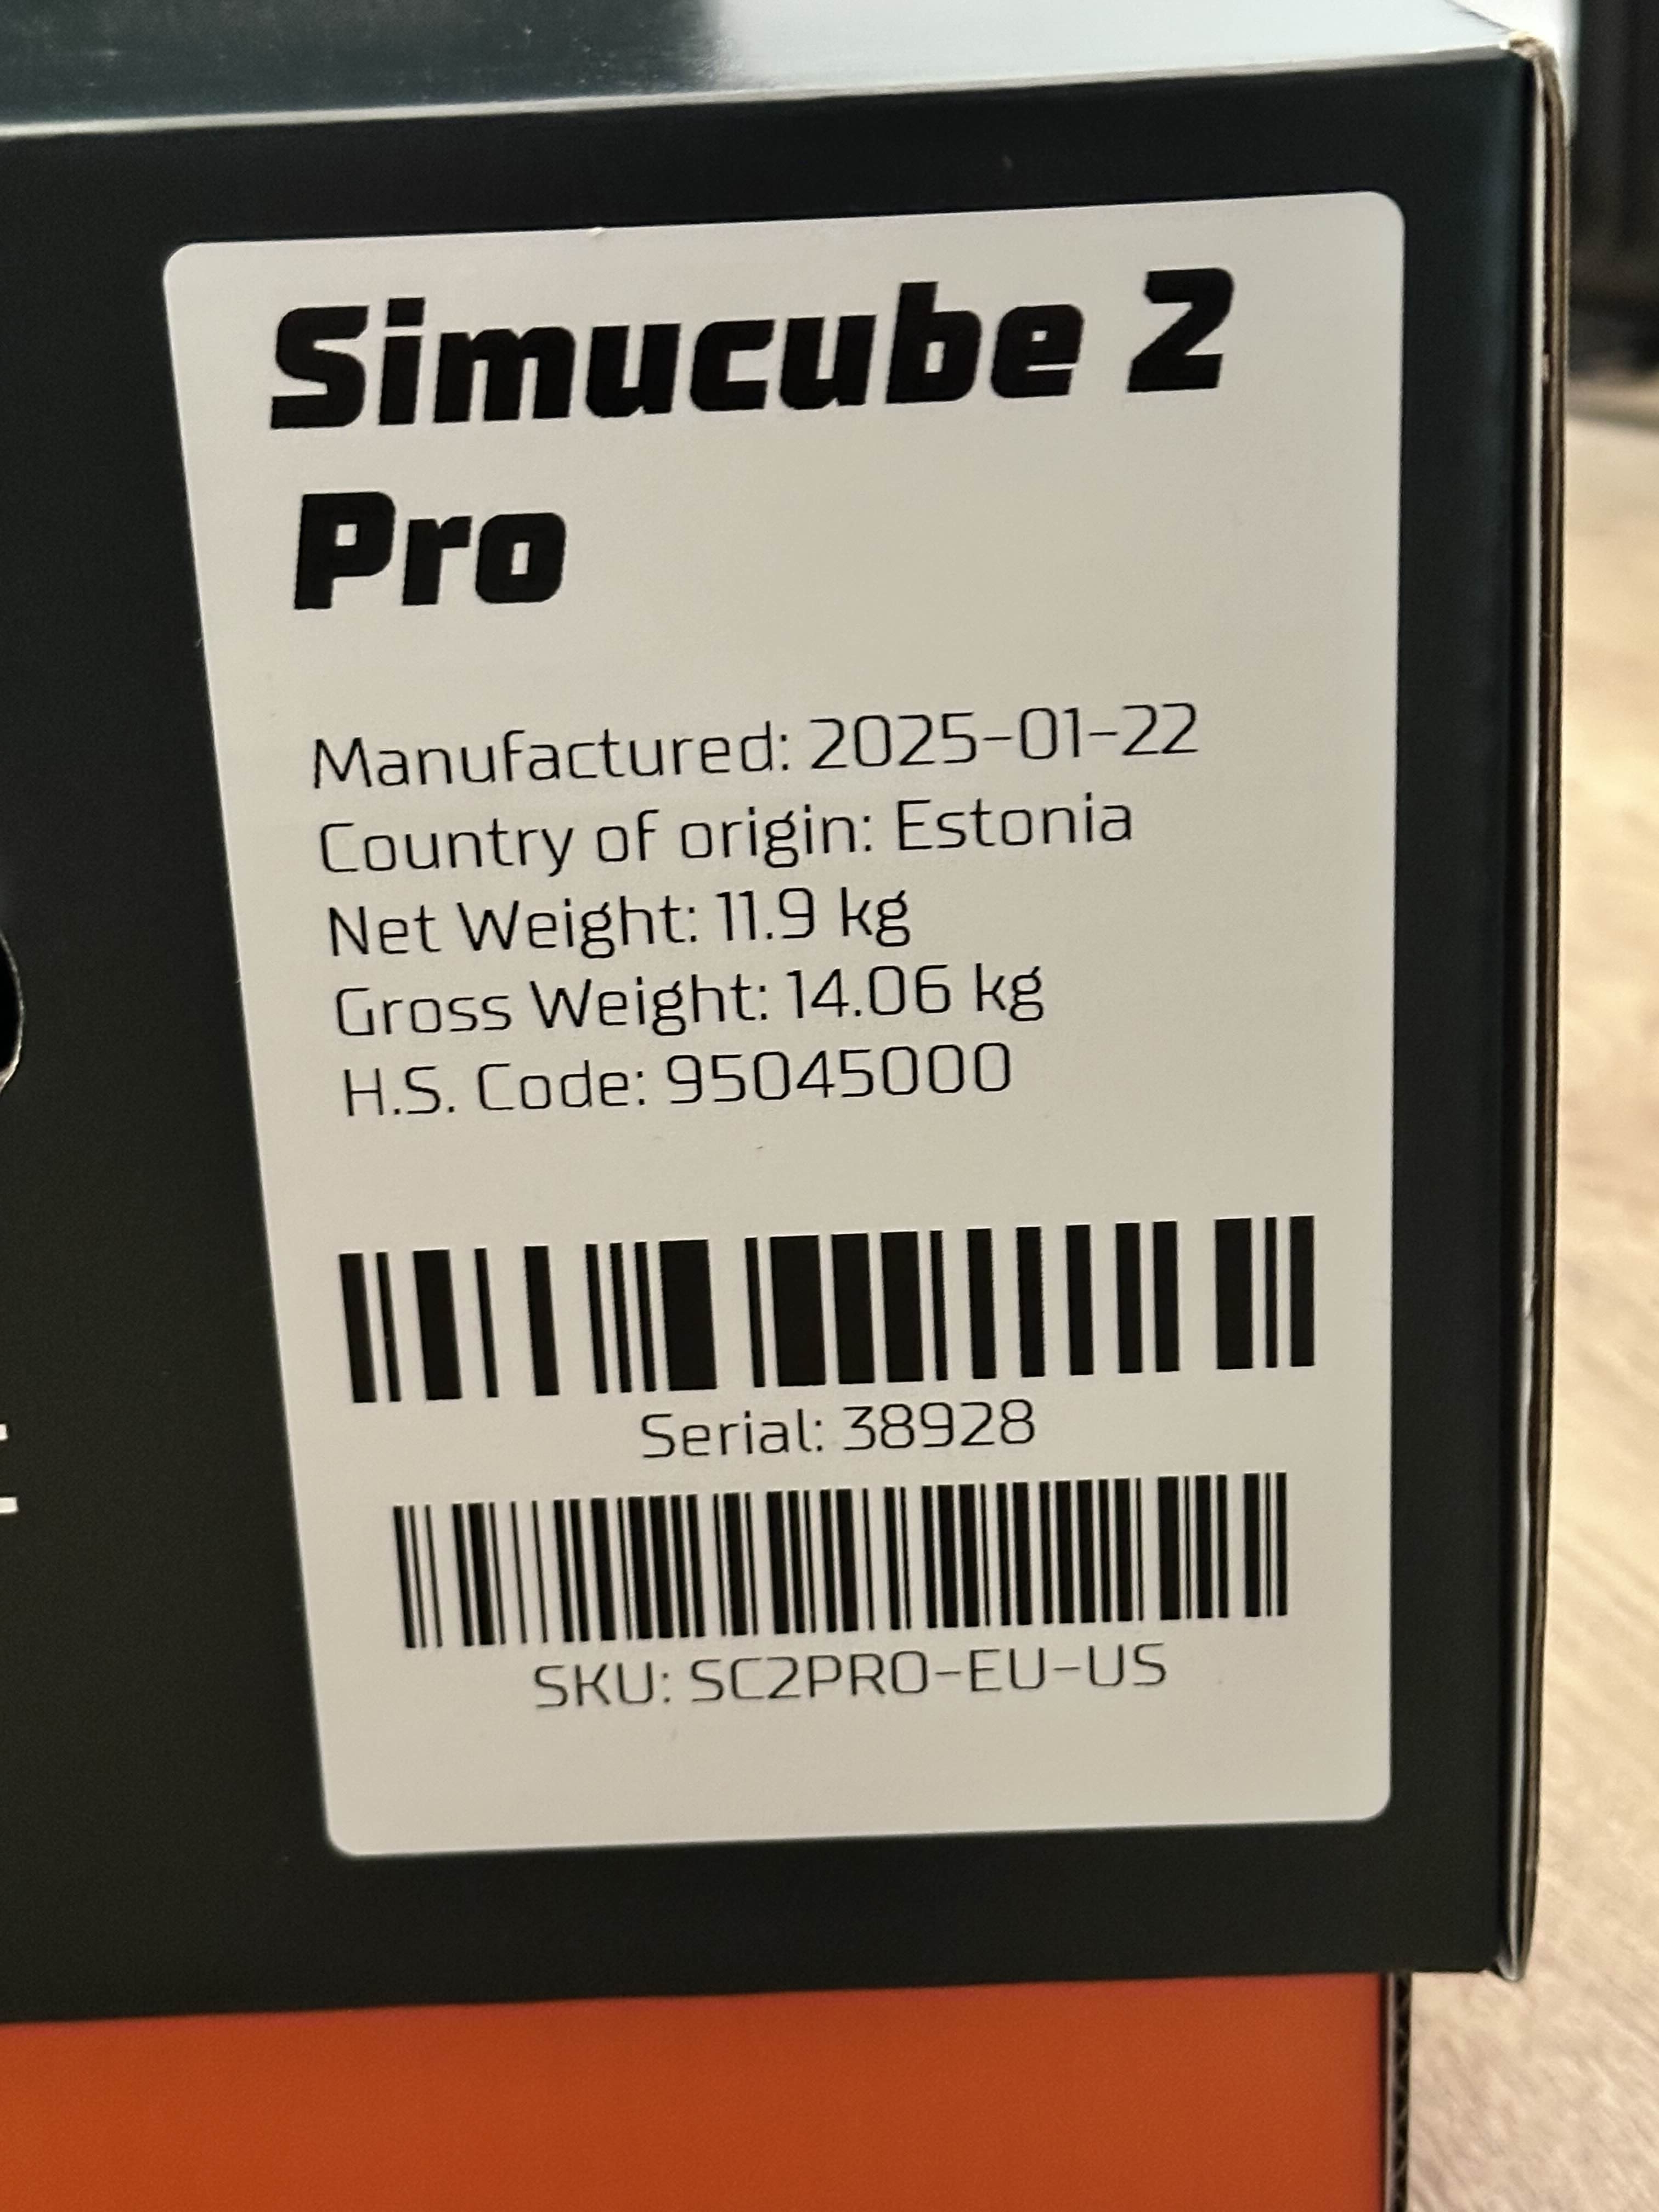 Simucube 2
Pro
Manufactured: 2025-01-22
Country of origin: Estonia
Net Weight: 11.9 kg
Gross Weight: 14.06 kg
H.S. Code: 95045000
Serial: 38928
SKU: SC2PRO-EU-US